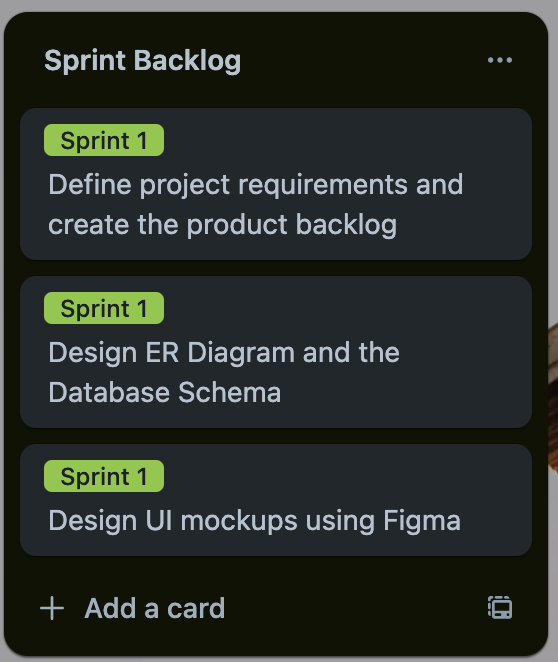 Sprint Backlog
Sprint 1
Define project requirements and
create the product backlog
Sprint 1
Design ER Diagram and the
Database Schema
Sprint 1
Design UI mockups using Figma
Add a card